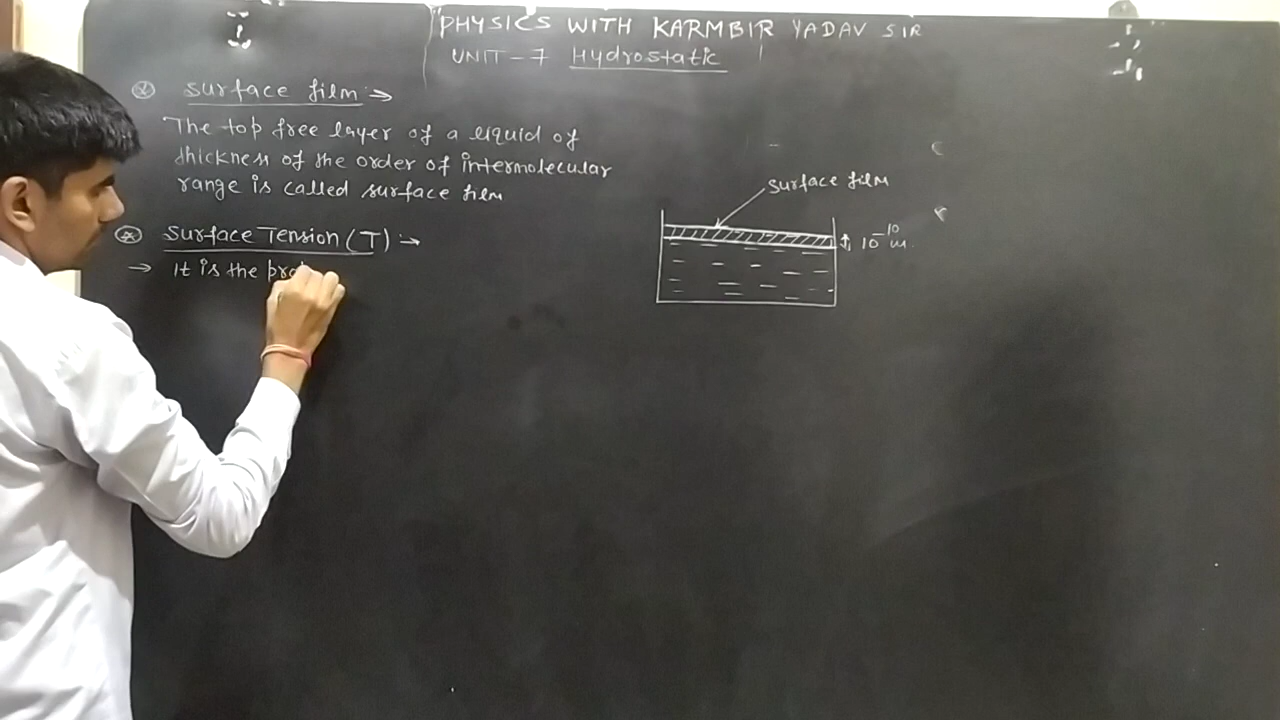 PHYSICS WITH KARMBIR YADAV SIR
UNIT-7 Hydrostatic
surface film →
The top free layer of a liquid of
thickness of the order of intermolecular
range is called surface film
Surface Tension (T) →
→ It is the pro
surface film
10⁻¹⁰ m.